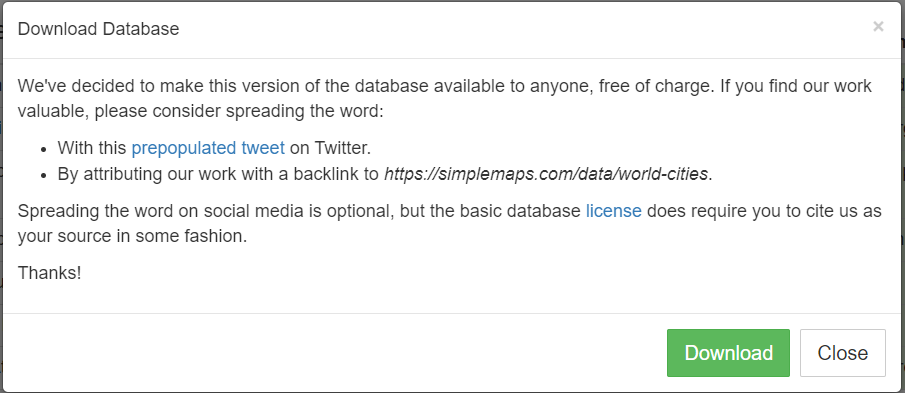 Download Database ×
We've decided to make this version of the database available to anyone, free of charge. If you find our work
valuable, please consider spreading the word:
• With this prepopulated tweet on Twitter.
• By attributing our work with a backlink to https://simplemaps.com/data/world-cities.
Spreading the word on social media is optional, but the basic database license does require you to cite us as
your source in some fashion.
Thanks!
Download Close